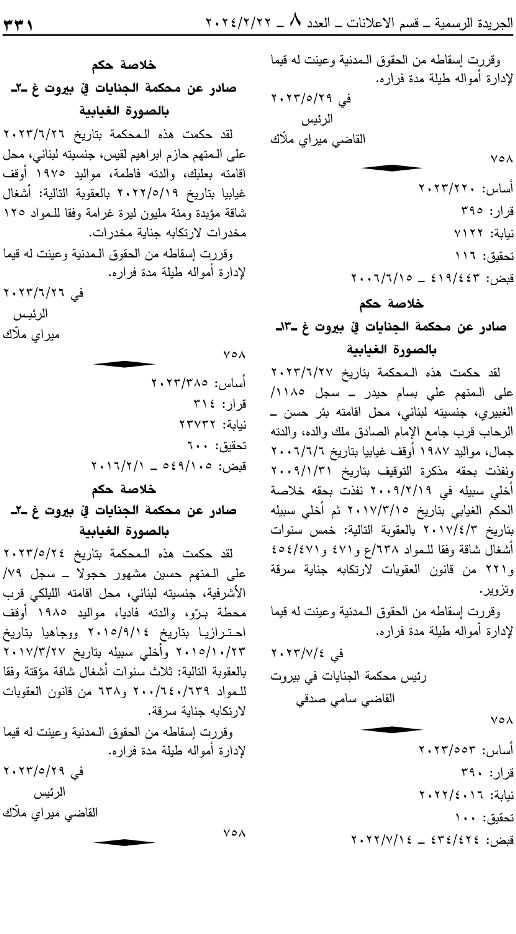 الجريدة الرسمية ــ قسم الاعلانات ــ العدد ٨ ــ ٢٠٢٤/٢/٢٢
٣٣١
وقررت إسقاطه من الحقوق المدنية وعينت له قيما
لإدارة أمواله طيلة مدة فراره.
في ٢٠٢٣/٥/٢٩
الرئيس
القاضي ميراي ملّاك
٧٥٨
أساس: ٢٠٢٣/٢٢٠
قرار: ٣٩٥
نيابة: ٧١٢٢
تحقيق: ١١٦
قبض: ٤١٩/٤٤٣ ــ ٢٠٠٦/٦/١٥
خلاصة حكم
صادر عن محكمة الجنايات في بيروت غ ـ١٣ـ
بالصورة الغيابية
لقد حكمت هذه المحكمة بتاريخ ٢٠٢٣/٦/٢٧
على المتهم علي بسام حيدر ــ سجل ١١٨٥/
الغبيري، جنسيته لبناني، محل اقامته بئر حسن ــ
الرحاب قرب جامع الإمام الصادق ملك والده، والدته
جمال، مواليد ١٩٨٧ أوقف غيابيا بتاريخ ٢٠٠٦/٦/٦
ونفذت بحقه مذكرة التوقيف بتاريخ ٢٠٠٩/١/٣١
أخلي سبيله في ٢٠٠٩/٢/١٩ نفذت بحقه خلاصة
الحكم الغيابي بتاريخ ٢٠١٧/٣/١٥ ثم أخلي سبيله
بتاريخ ٢٠١٧/٤/٣ بالعقوبة التالية: خمس سنوات
أشغال شاقة وفقا للمواد ٦٣٨/ع و٤٧١ و٤٥٤/٤٧١
و٢٢١ من قانون العقوبات لارتكابه جناية سرقة
وتزوير.
وقررت إسقاطه من الحقوق المدنية وعينت له قيما
لإدارة أمواله طيلة مدة فراره.
في ٢٠٢٣/٧/٤
رئيس محكمة الجنايات في بيروت
القاضي سامي صدقي
٧٥٨
أساس: ٢٠٢٣/٥٥٣
قرار: ٣٩٠
نيابة: ٢٠٢٢/٤٠١٦
تحقيق: ١٠٠
قبض: ٤٣٤/٤٢٤ ــ ٢٠٢٢/٧/١٤
خلاصة حكم
صادر عن محكمة الجنايات في بيروت غ ـ٢ـ
بالصورة الغيابية
لقد حكمت هذه المحكمة بتاريخ ٢٠٢٣/٦/٢٦
على المتهم حازم ابراهيم لقيس، جنسيته لبناني، محل
اقامته بعلبك، والدته فاطمة، مواليد ١٩٧٥ أوقف
غيابيا بتاريخ ٢٠٢٢/٥/١٩ بالعقوبة التالية: أشغال
شاقة مؤبدة ومئة مليون ليرة غرامة وفقا للمواد ١٢٥
مخدرات لارتكابه جناية مخدرات.
وقررت إسقاطه من الحقوق المدنية وعينت له قيما
لإدارة أمواله طيلة مدة فراره.
في ٢٠٢٣/٦/٢٦
الرئيس
ميراي ملّاك
٧٥٨
أساس: ٢٠٢٣/٣٨٥
قرار: ٣١٤
نيابة: ٢٣٧٣٢
تحقيق: ٦٠٠
قبض: ٥٤٩/١٠٥ ــ ٢٠١٦/٢/١
خلاصة حكم
صادر عن محكمة الجنايات في بيروت غ ـ٢ـ
بالصورة الغيابية
لقد حكمت هذه المحكمة بتاريخ ٢٠٢٣/٥/٢٤
على المتهم حسين مشهور حجولا ــ سجل ٧٩/
الأشرفية، جنسيته لبناني، محل اقامته الليلكي قرب
محطة برّو، والدته فاديا، مواليد ١٩٨٥ أوقف
احترازيا بتاريخ ٢٠١٥/٩/١٤ ووجاهيا بتاريخ
٢٠١٥/١٠/٢٣ وأخلي سبيله بتاريخ ٢٠١٧/٣/٢٧
بالعقوبة التالية: ثلاث سنوات أشغال شاقة مؤقتة وفقا
للمواد ٢٠٠/٦٤٠/٦٣٩ و٦٣٨ من قانون العقوبات
لارتكابه جناية سرقة.
وقررت إسقاطه من الحقوق المدنية وعينت له قيما
لإدارة أمواله طيلة مدة فراره.
في ٢٠٢٣/٥/٢٩
الرئيس
القاضي ميراي ملّاك
٧٥٨